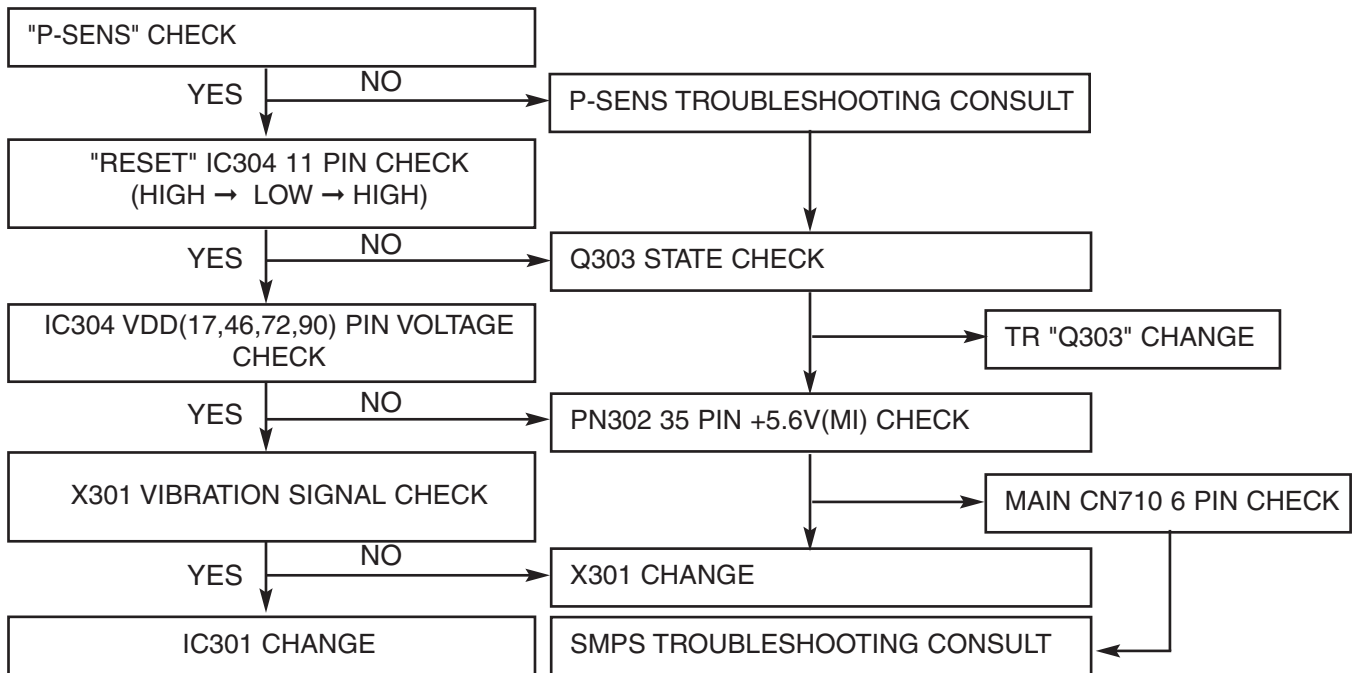 "P-SENS" CHECK
YES
NO
P-SENS TROUBLESHOOTING CONSULT
"RESET" IC304 11 PIN CHECK
(HIGH → LOW → HIGH)
YES
NO
Q303 STATE CHECK
IC304 VDD(17,46,72,90) PIN VOLTAGE
CHECK
TR "Q303" CHANGE
YES
NO
PN302 35 PIN +5.6V(MI) CHECK
X301 VIBRATION SIGNAL CHECK
MAIN CN710 6 PIN CHECK
YES
NO
X301 CHANGE
IC301 CHANGE
SMPS TROUBLESHOOTING CONSULT